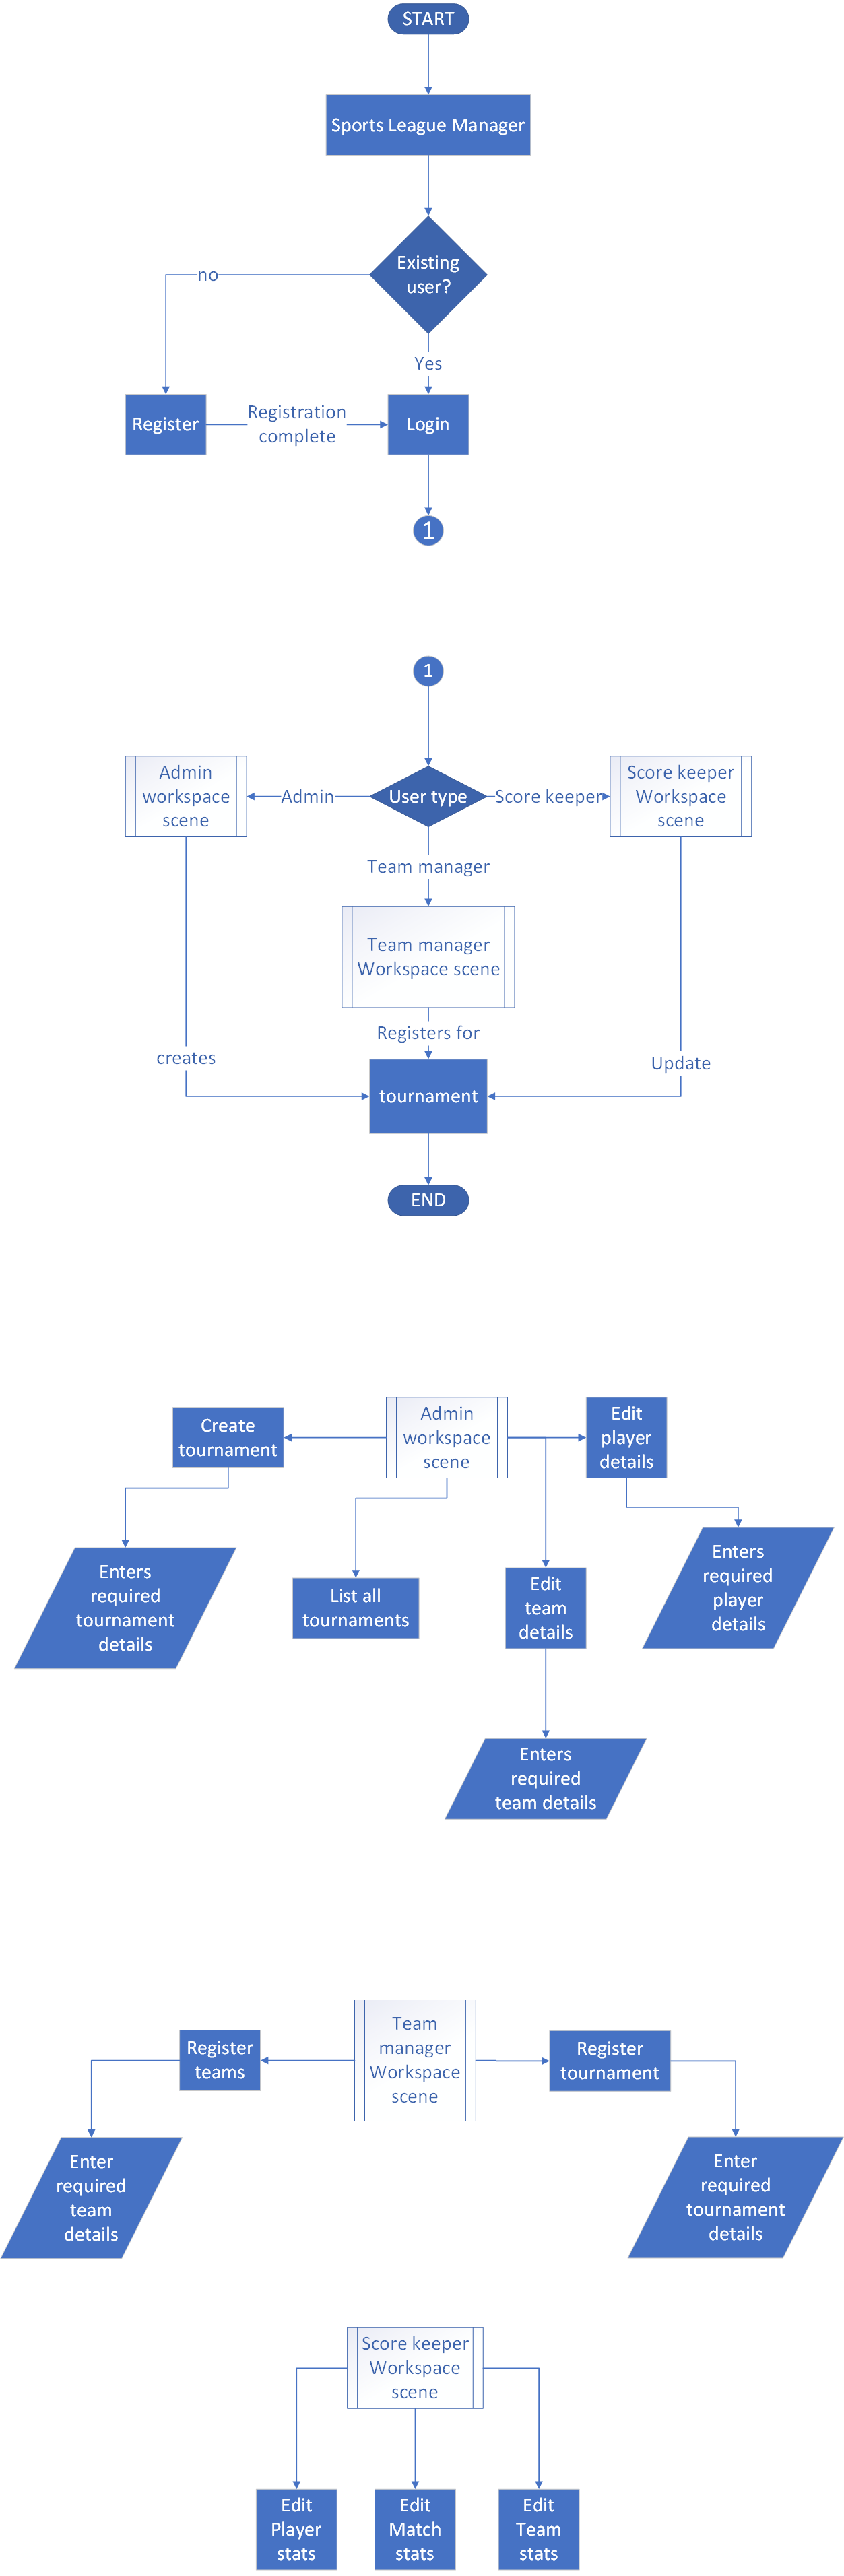 START
Sports League Manager
Existing
user?
no
Yes
Register
Registration
complete
Login
1
1
Admin
workspace
scene
Admin
User type
Score keeper
Score keeper
Workspace
scene
Team manager
Team manager
Workspace scene
Registers for
creates
Update
tournament
END
Create
tournament
Admin
workspace
scene
Edit
player
details
Enters
required
tournament
details
List all
tournaments
Edit
team
details
Enters
required
player
details
Enters
required
team details
Register
teams
Team
manager
Workspace
scene
Register
tournament
Enter
required
team
details
Enter
required
tournament
details
Score keeper
Workspace
scene
Edit
Player
stats
Edit
Match
stats
Edit
Team
stats